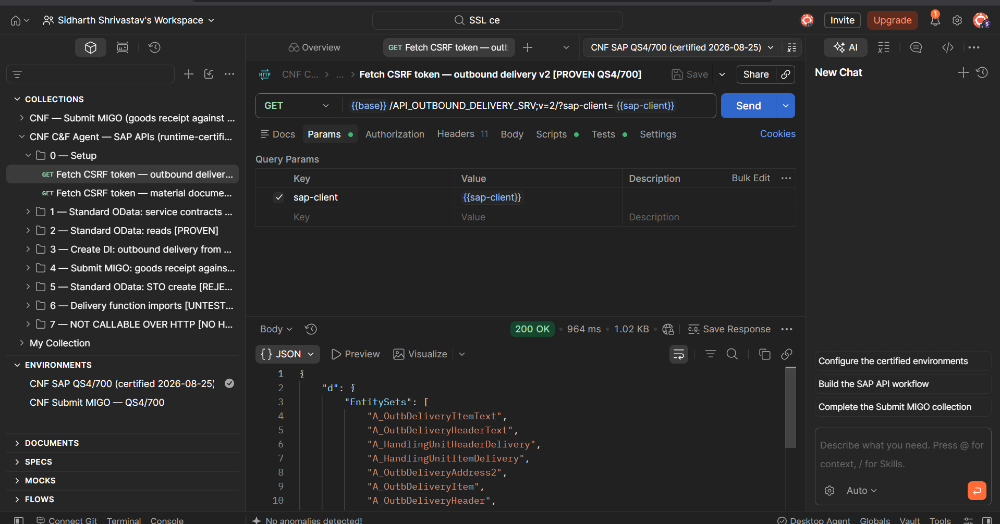 Sidharth Shrivastav's Workspace
SSL ce
Invite
Upgrade
1
S
Overview
GET Fetch CSRF token — outb
CNF SAP QS4/700 (certified 2026-08-25)
AI
HTTP
CNF C... > ... > Fetch CSRF token — outbound delivery v2 [PROVEN QS4/700]
Save
Share
New Chat
COLLECTIONS
CNF — Submit MIGO (goods receipt against ...
CNF C&F Agent — SAP APIs (runtime-certifi...
0 — Setup
GET Fetch CSRF token — outbound deliver...
GET Fetch CSRF token — material docume...
1 — Standard OData: service contracts ...
2 — Standard OData: reads [PROVEN]
3 — Create DI: outbound delivery from ...
4 — Submit MIGO: goods receipt agains...
5 — Standard OData: STO create [REJE...
6 — Delivery function imports [UNTEST...
7 — NOT CALLABLE OVER HTTP [NO H...
My Collection
ENVIRONMENTS
CNF SAP QS4/700 (certified 2026-08-25)
CNF Submit MIGO — QS4/700
DOCUMENTS
SPECS
MOCKS
FLOWS
GET
{{base}} /API_OUTBOUND_DELIVERY_SRV;v=2/?sap-client= {{sap-client}}
Send
Docs
Params
Authorization
Headers 11
Body
Scripts
Tests
Settings
Cookies
Query Params
Key
Value
Description
Bulk Edit
sap-client
{{sap-client}}
Key
Value
Description
Body
200 OK
964 ms
1.02 KB
e.g. Save Response
{} JSON
Preview
Visualize
1 {
2 "d": {
3 "EntitySets": [
4 "A_OutbDeliveryItemText",
5 "A_OutbDeliveryHeaderText",
6 "A_HandlingUnitHeaderDelivery",
7 "A_HandlingUnitItemDelivery",
8 "A_OutbDeliveryAddress2",
9 "A_OutbDeliveryItem",
10 "A_OutbDeliveryHeader",
Configure the certified environments
Build the SAP API workflow
Complete the Submit MIGO collection
Describe what you need. Press @ for
context, / for Skills.
Auto
Connect Git
Terminal
Console
No anomalies detected!
Desktop Agent
Globals
Vault
Tools